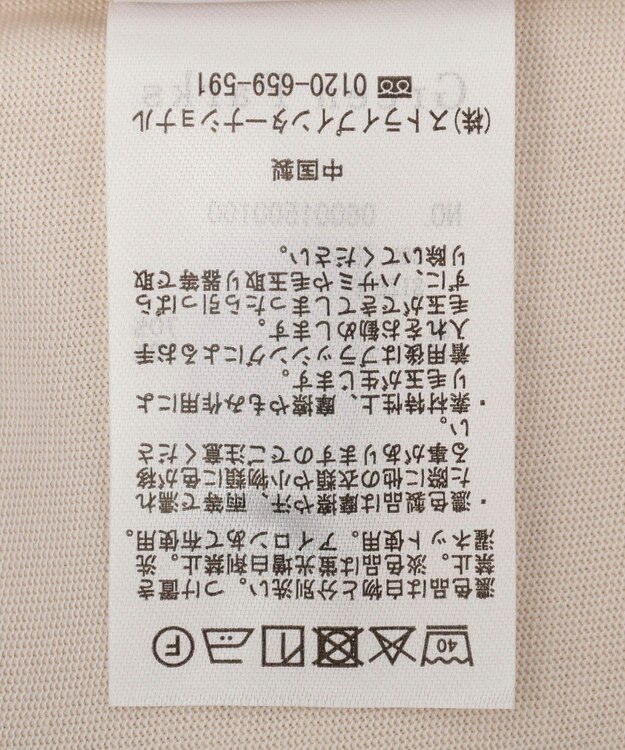 40 F
濃色品は白物と分別洗い。つけ置き
禁止。淡色品は蛍光増白剤禁止。洗
濯ネット使用。アイロンあて布使用。
・濃色製品は摩擦や汗、雨等で濡れ
た際に他の衣類や小物類に色が移
る事がありますのでご注意くださ
い。
・素材特性上、摩擦やもみ作用によ
り毛玉が生じます。
着用後はブラッシングによるお手
入れをお勧めします。
毛玉ができてしまったら引っぱら
ずに、ハサミや毛玉取り器等で取
り除いてください。
中国製
(株)ストライプインターナショナル
0120-659-591